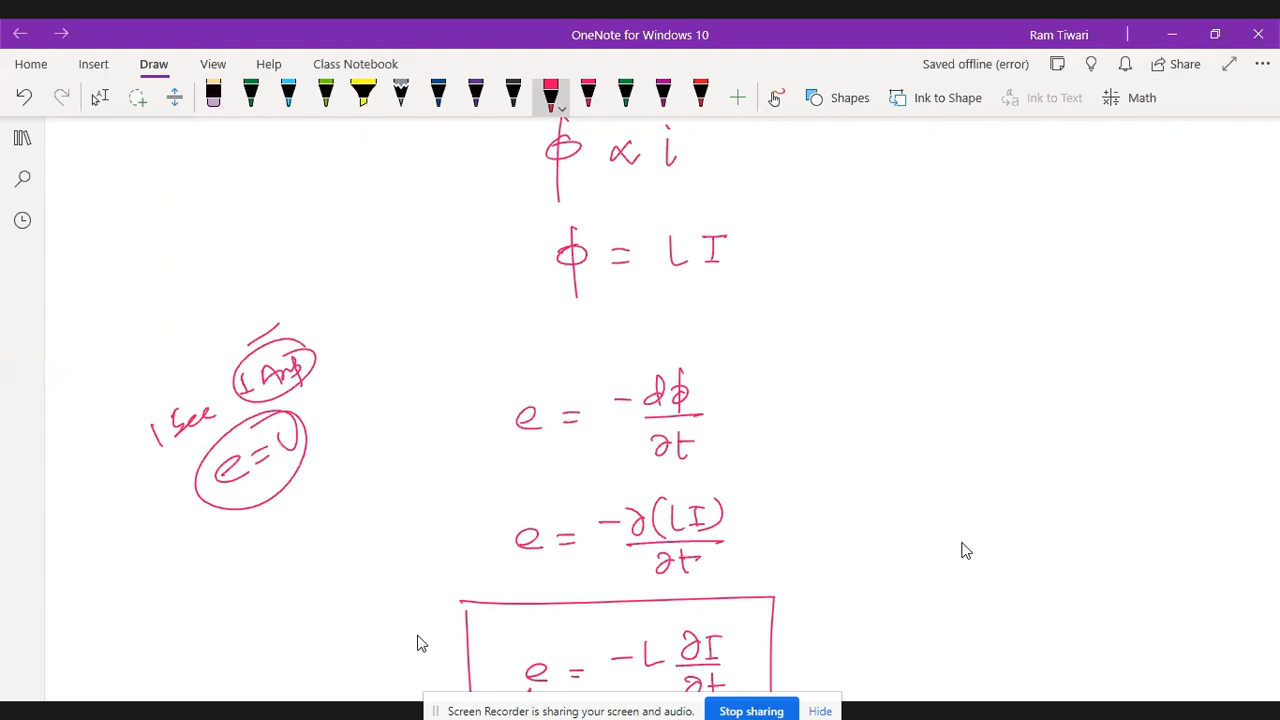 OneNote for Windows 10
Ram Tiwari
Home Insert Draw View Help Class Notebook
Saved offline (error)
Share
Shapes
Ink to Shape
Ink to Text
Math
ϕ ∝ i
ϕ = L I
1 Amp
1 Sec
e =
e = -dϕ/∂t
e = -∂(LI)/∂t
e = -L ∂I/∂t
Screen Recorder is sharing your screen and audio.
Stop sharing
Hide